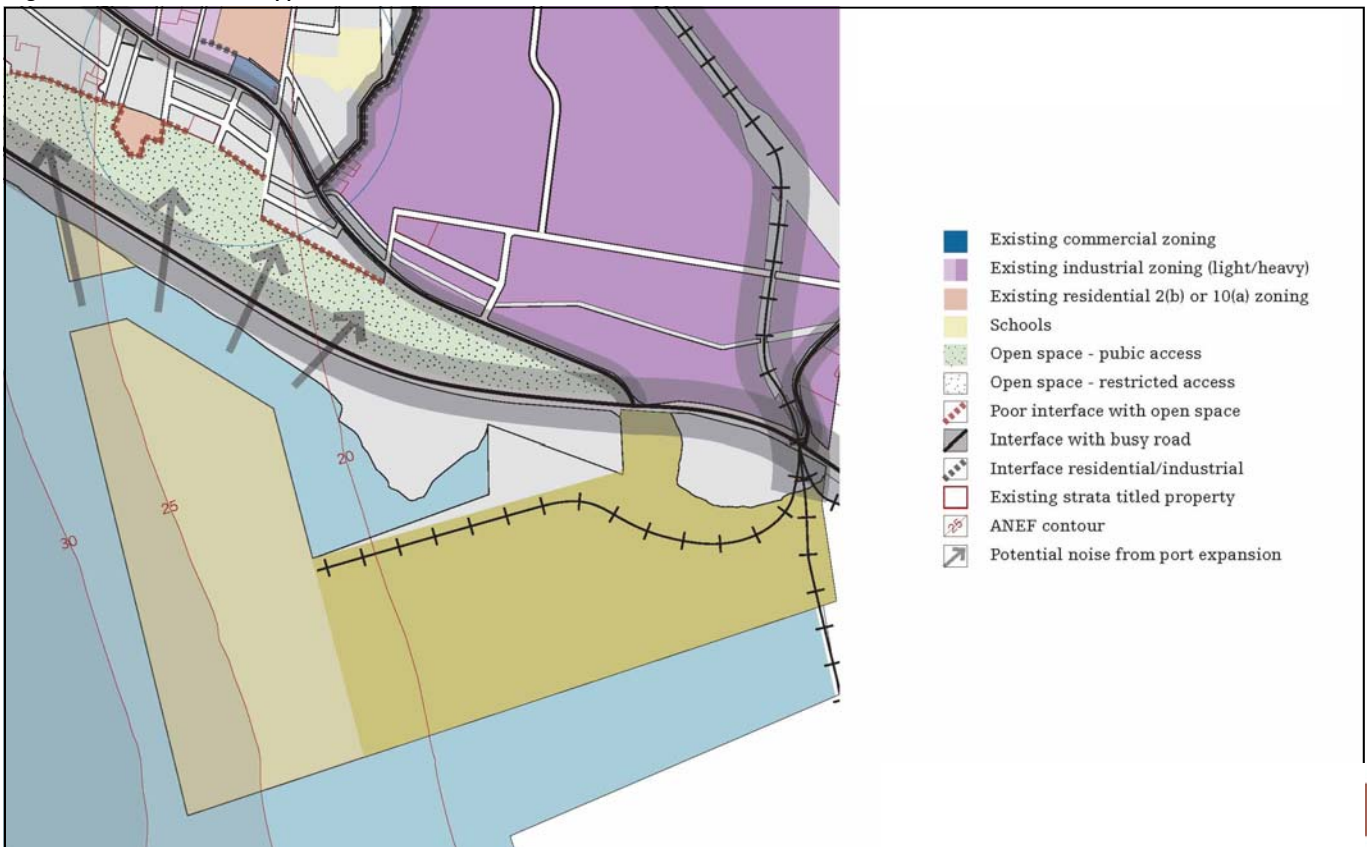 20
25
30
Existing commercial zoning
Existing industrial zoning (light/heavy)
Existing residential 2(b) or 10(a) zoning
Schools
Open space - pubic access
Open space - restricted access
Poor interface with open space
Interface with busy road
Interface residential/industrial
Existing strata titled property
25
ANEF contour
Potential noise from port expansion